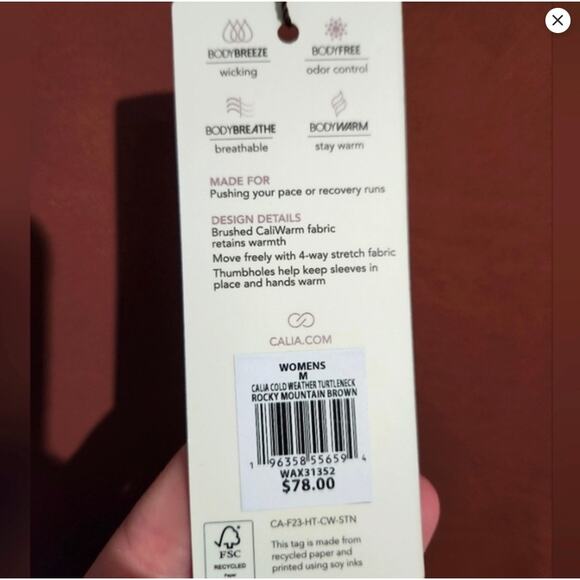 BODYBREEZE BODYFREE
wicking odor control
BODYBREATHE BODYWARM
breathable stay warm
MADE FOR
Pushing your pace or recovery runs
DESIGN DETAILS
Brushed CaliWarm fabric
retains warmth
Move freely with 4-way stretch fabric
Thumbholes help keep sleeves in
place and hands warm
CALIA.COM
WOMENS
M
CALIA COLD WEATHER TURTLENECK
ROCKY MOUNTAIN BROWN
1 96358 55659 4
WAX31352
$78.00
CA-F23-HT-CW-STN
FSC
RECYCLED
Paper
This tag is made from
recycled paper and
printed using soy inks